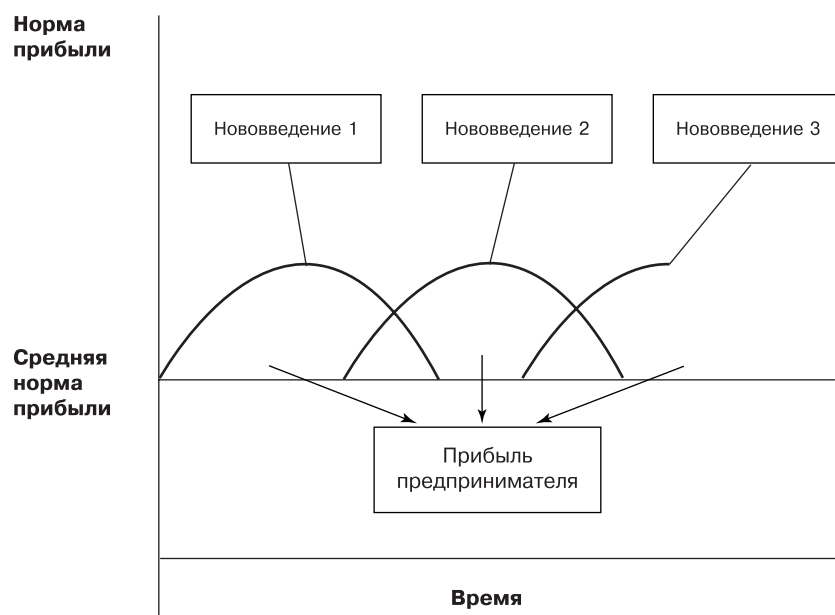 Норма
прибыли
Нововведение 1
Нововведение 2
Нововведение 3
Средняя
норма
прибыли
Прибыль
предпринимателя
Время